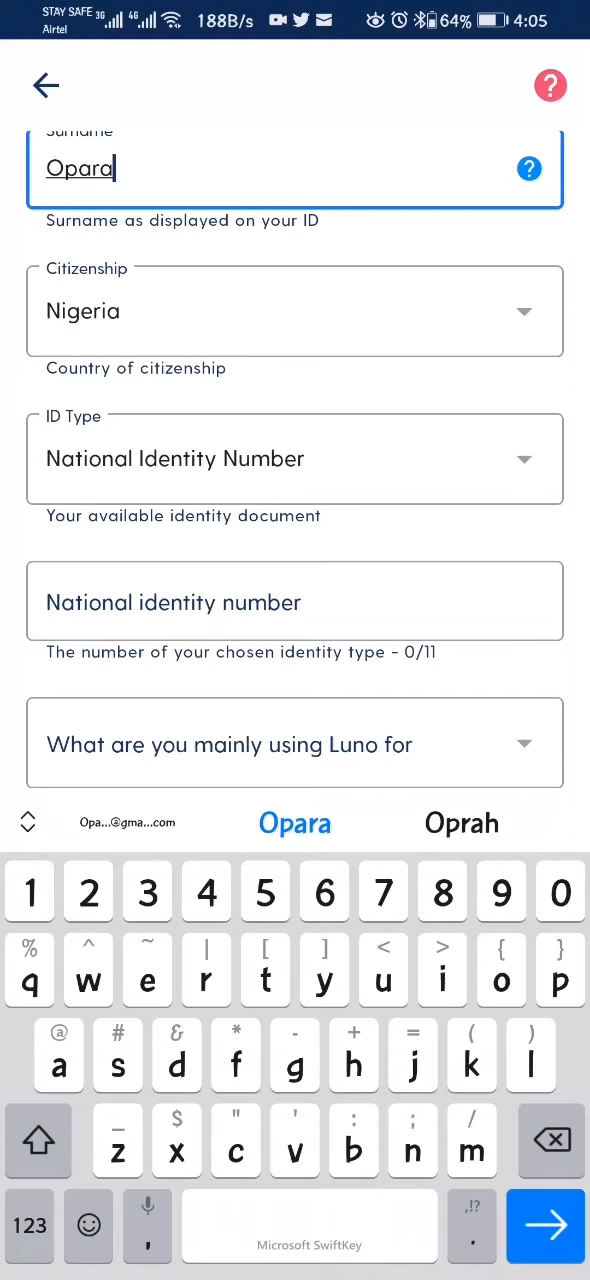 STAY SAFE 3G 4G 188B/s 64% 4:05
Airtel
?
Surname
Opara ?
Surname as displayed on your ID
Citizenship
Nigeria
Country of citizenship
ID Type
National Identity Number
Your available identity document
National identity number
The number of your chosen identity type - 0/11
What are you mainly using Luno for
Opa...@gma...com Opara Oprah
1 2 3 4 5 6 7 8 9 0
% ^ ~ | [ ] < > { }
q w e r t y u i o p
@ # & * - + = ( )
a s d f g h j k l
_ $ " ' : ; /
z x c v b n m
,!?
123 , Microsoft SwiftKey .